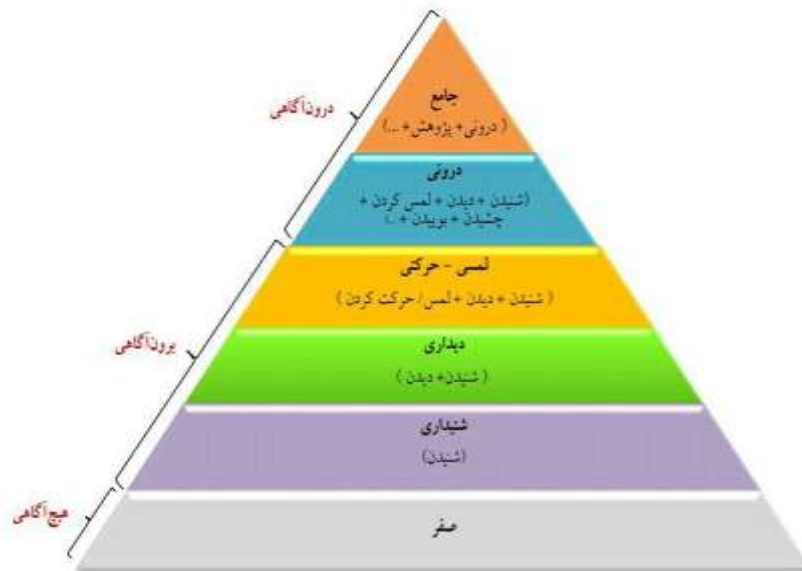 درون‌آگاهی
جامع
( درونی+ پژوهش+ ...)
درونی
(شنیدن + دیدن + لمس کردن +
چشیدن + بوییدن + ..)
برون‌آگاهی
لمسی - حرکتی
( شنیدن + دیدن + لمس/ حرکت کردن )
دیداری
( شنیدن+ دیدن )
شنیداری
(شنیدن)
هیچ‌آگاهی
صفر